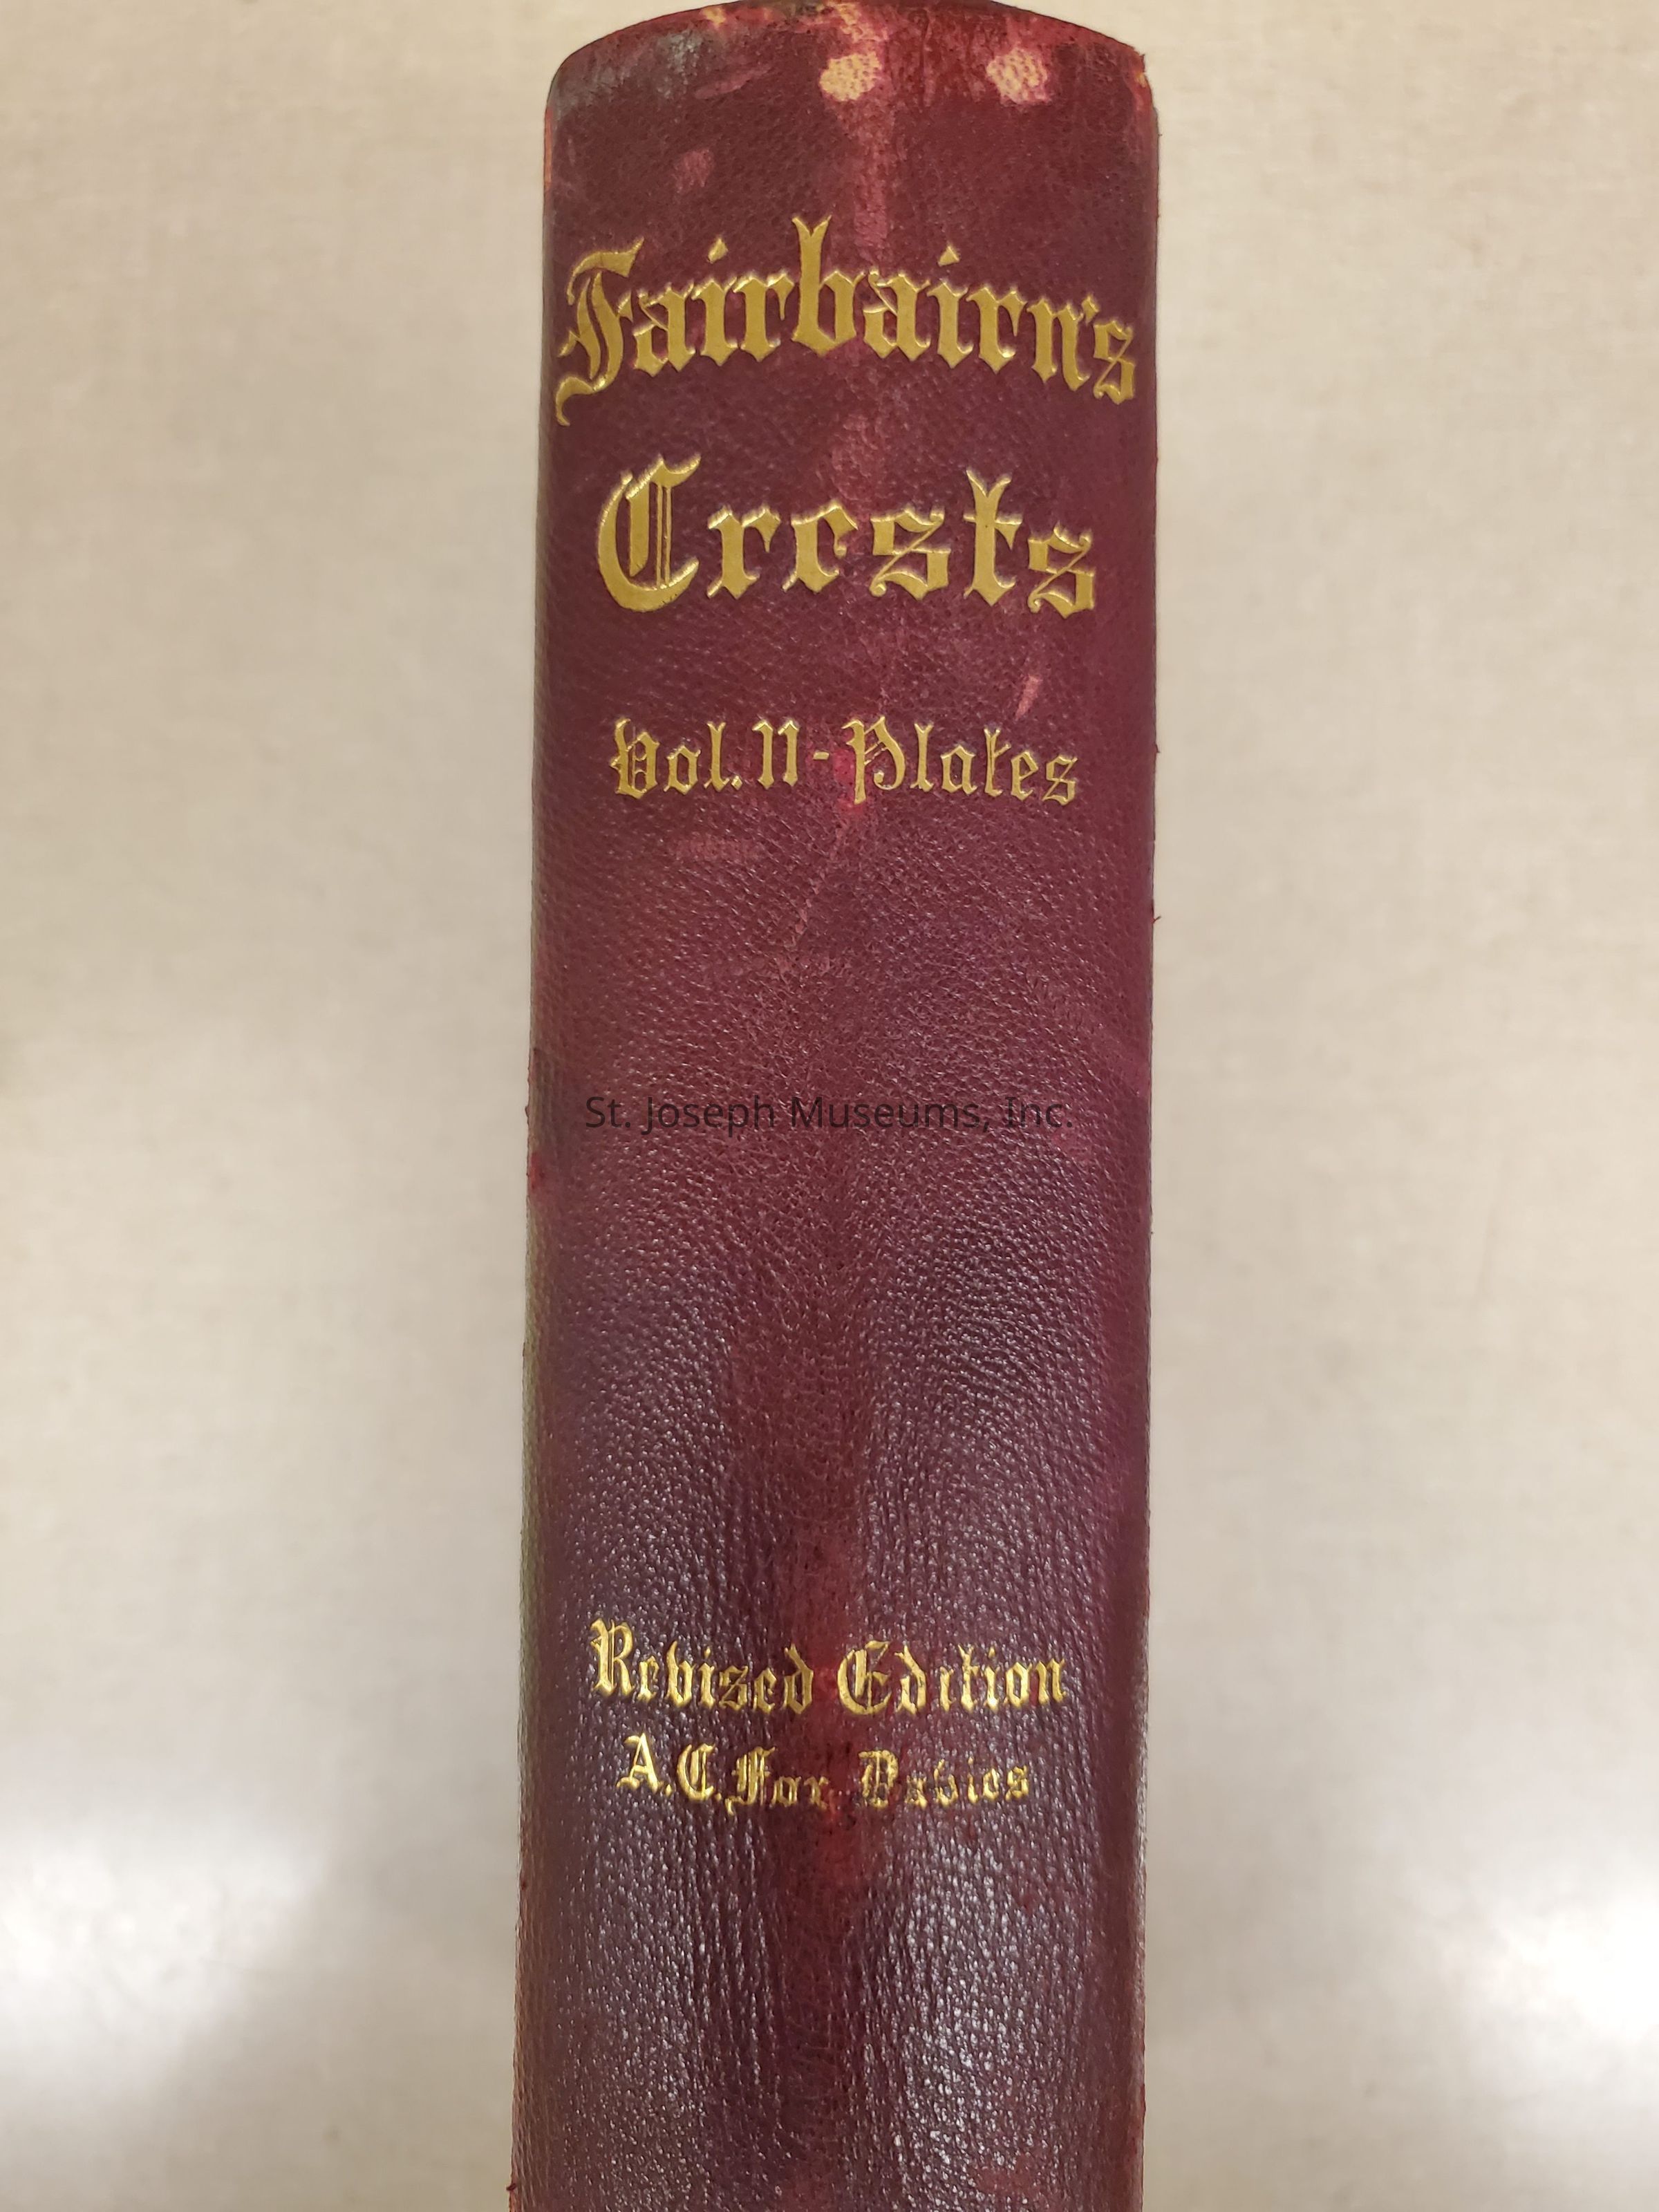 Fairbairn's
Crests
Vol. II - Plates
St. Joseph Museums, Inc.
Revised Edition
A. C. Fox Davies